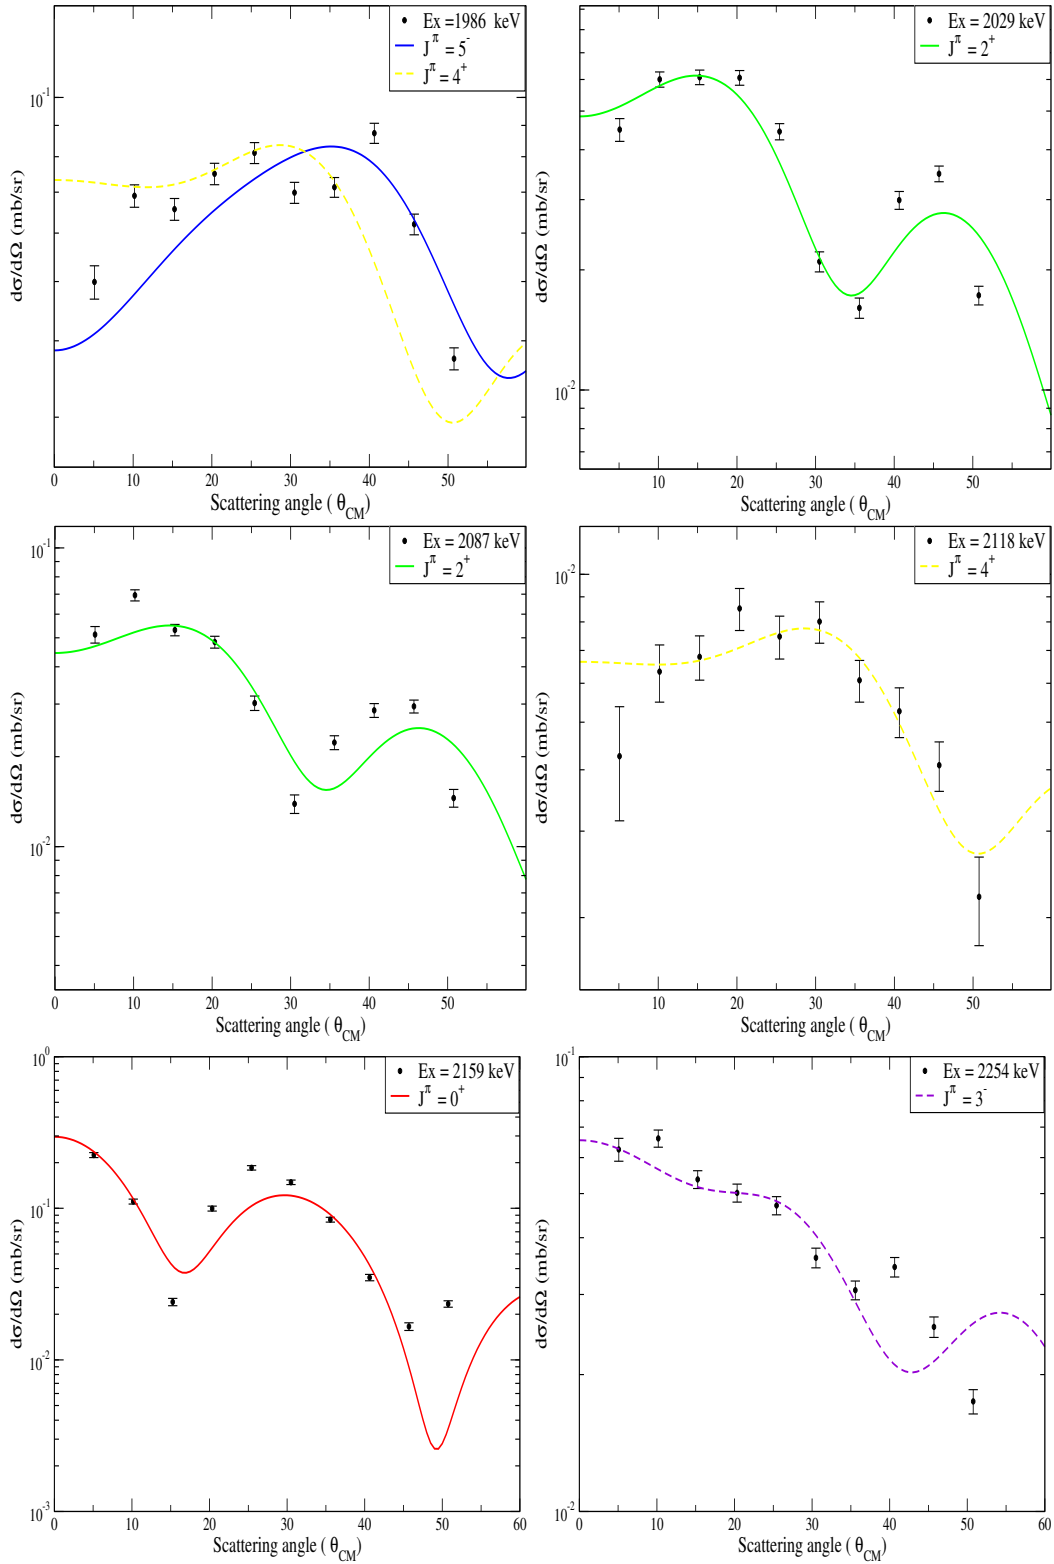 Ex =1986 keV
J^π = 5^-
J^π = 4^+
10^-1
dσ/dΩ (mb/sr)
0 10 20 30 40 50
Scattering angle ( θ_CM)
Ex = 2029 keV
J^π = 2^+
dσ/dΩ (mb/sr)
10^-2
10 20 30 40 50
Scattering angle ( θ_CM)
Ex = 2087 keV
J^π = 2^+
10^-1
dσ/dΩ (mb/sr)
10^-2
0 10 20 30 40 50
Scattering angle ( θ_CM)
Ex = 2118 keV
J^π = 4^+
10^-2
dσ/dΩ (mb/sr)
10 20 30 40 50
Scattering angle ( θ_CM)
Ex = 2159 keV
J^π = 0^+
10^0
10^-1
dσ/dΩ (mb/sr)
10^-2
10^-3
0 10 20 30 40 50 60
Scattering angle ( θ_CM)
Ex = 2254 keV
J^π = 3^-
10^-1
dσ/dΩ (mb/sr)
10^-2
0 10 20 30 40 50 60
Scattering angle ( θ_CM)